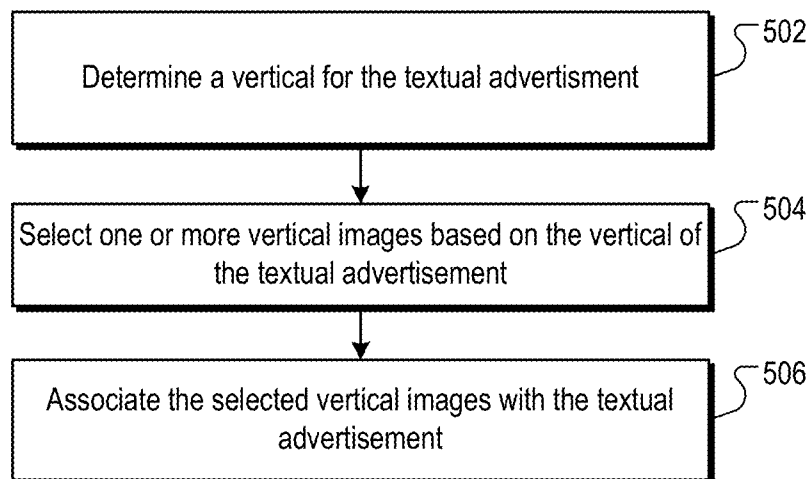 502
Determine a vertical for the textual advertisment
504
Select one or more vertical images based on the vertical of
the textual advertisement
506
Associate the selected vertical images with the textual
advertisement